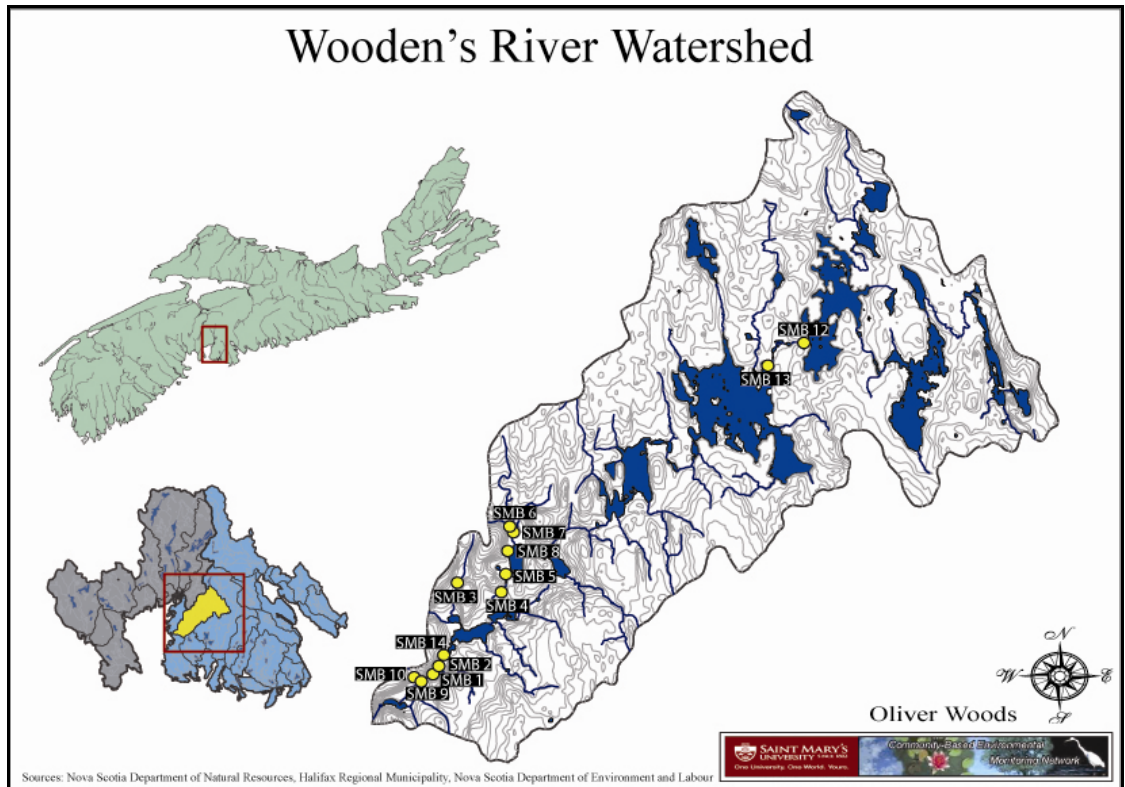 Wooden's River Watershed
SMB 12
SMB 13
SMB 6
SMB 7
SMB 8
SMB 5
SMB 3
SMB 4
SMB 14
SMB 2
SMB 10
SMB 1
SMB 9
N
W
E
S
Oliver Woods
SAINT MARY'S
UNIVERSITY SINCE 1802
One University. One World. Yours.
Community-Based Environmental
Monitoring Network
Sources: Nova Scotia Department of Natural Resources, Halifax Regional Municipality, Nova Scotia Department of Environment and Labour